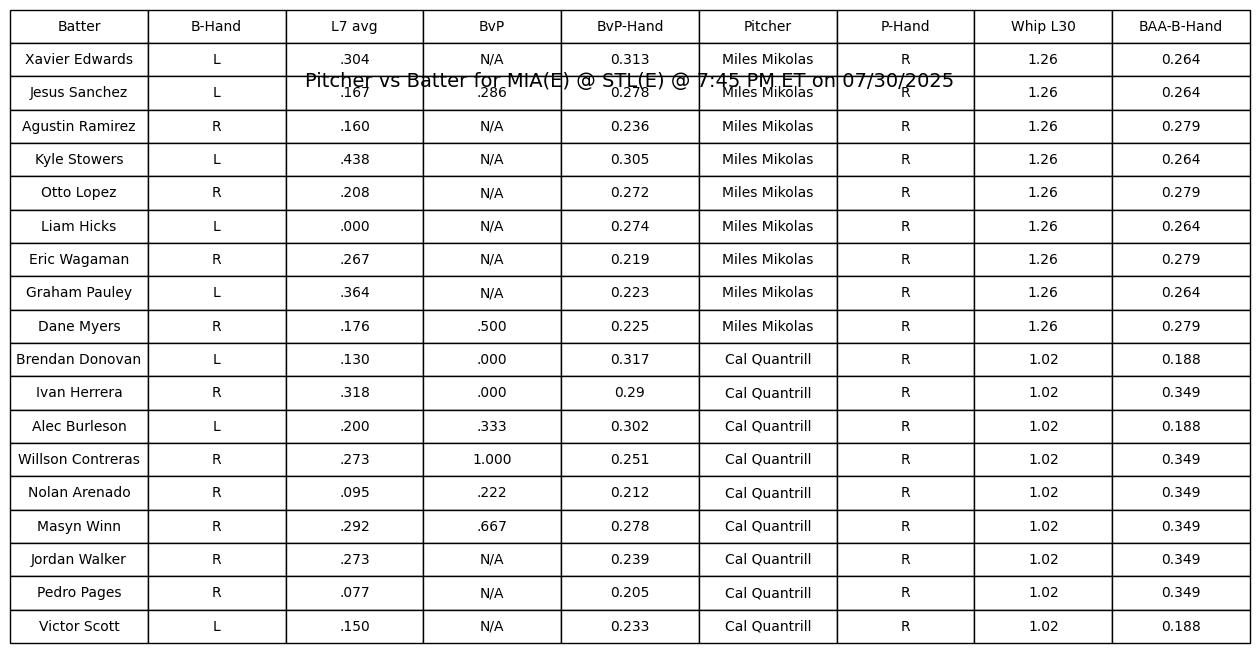 Batter B-Hand L7 avg BvP BvP-Hand Pitcher P-Hand Whip L30 BAA-B-Hand
Xavier Edwards L .304 N/A 0.313 Miles Mikolas R 1.26 0.264
Pitcher vs Batter for MIA(E) @ STL(E) @ 7:45 PM ET on 07/30/2025
Jesus Sanchez L .167 .286 0.278 Miles Mikolas R 1.26 0.264
Agustin Ramirez R .160 N/A 0.236 Miles Mikolas R 1.26 0.279
Kyle Stowers L .438 N/A 0.305 Miles Mikolas R 1.26 0.264
Otto Lopez R .208 N/A 0.272 Miles Mikolas R 1.26 0.279
Liam Hicks L .000 N/A 0.274 Miles Mikolas R 1.26 0.264
Eric Wagaman R .267 N/A 0.219 Miles Mikolas R 1.26 0.279
Graham Pauley L .364 N/A 0.223 Miles Mikolas R 1.26 0.264
Dane Myers R .176 .500 0.225 Miles Mikolas R 1.26 0.279
Brendan Donovan L .130 .000 0.317 Cal Quantrill R 1.02 0.188
Ivan Herrera R .318 .000 0.29 Cal Quantrill R 1.02 0.349
Alec Burleson L .200 .333 0.302 Cal Quantrill R 1.02 0.188
Willson Contreras R .273 1.000 0.251 Cal Quantrill R 1.02 0.349
Nolan Arenado R .095 .222 0.212 Cal Quantrill R 1.02 0.349
Masyn Winn R .292 .667 0.278 Cal Quantrill R 1.02 0.349
Jordan Walker R .273 N/A 0.239 Cal Quantrill R 1.02 0.349
Pedro Pages R .077 N/A 0.205 Cal Quantrill R 1.02 0.349
Victor Scott L .150 N/A 0.233 Cal Quantrill R 1.02 0.188